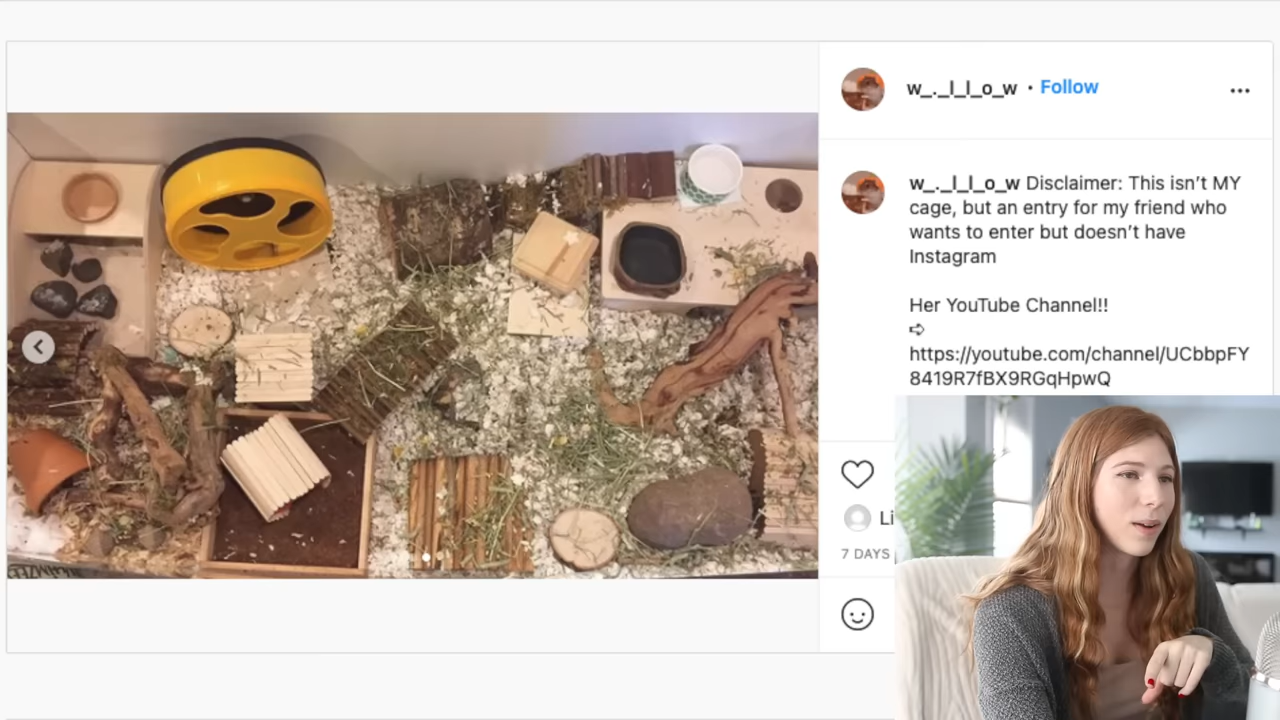 w_._l_l_o_w • Follow
w_._l_l_o_w Disclaimer: This isn’t MY
cage, but an entry for my friend who
wants to enter but doesn’t have
Instagram
Her YouTube Channel!!
➪
https://youtube.com/channel/UCbbpFY
8419R7fBX9RGqHpwQ
Li
7 DAYS